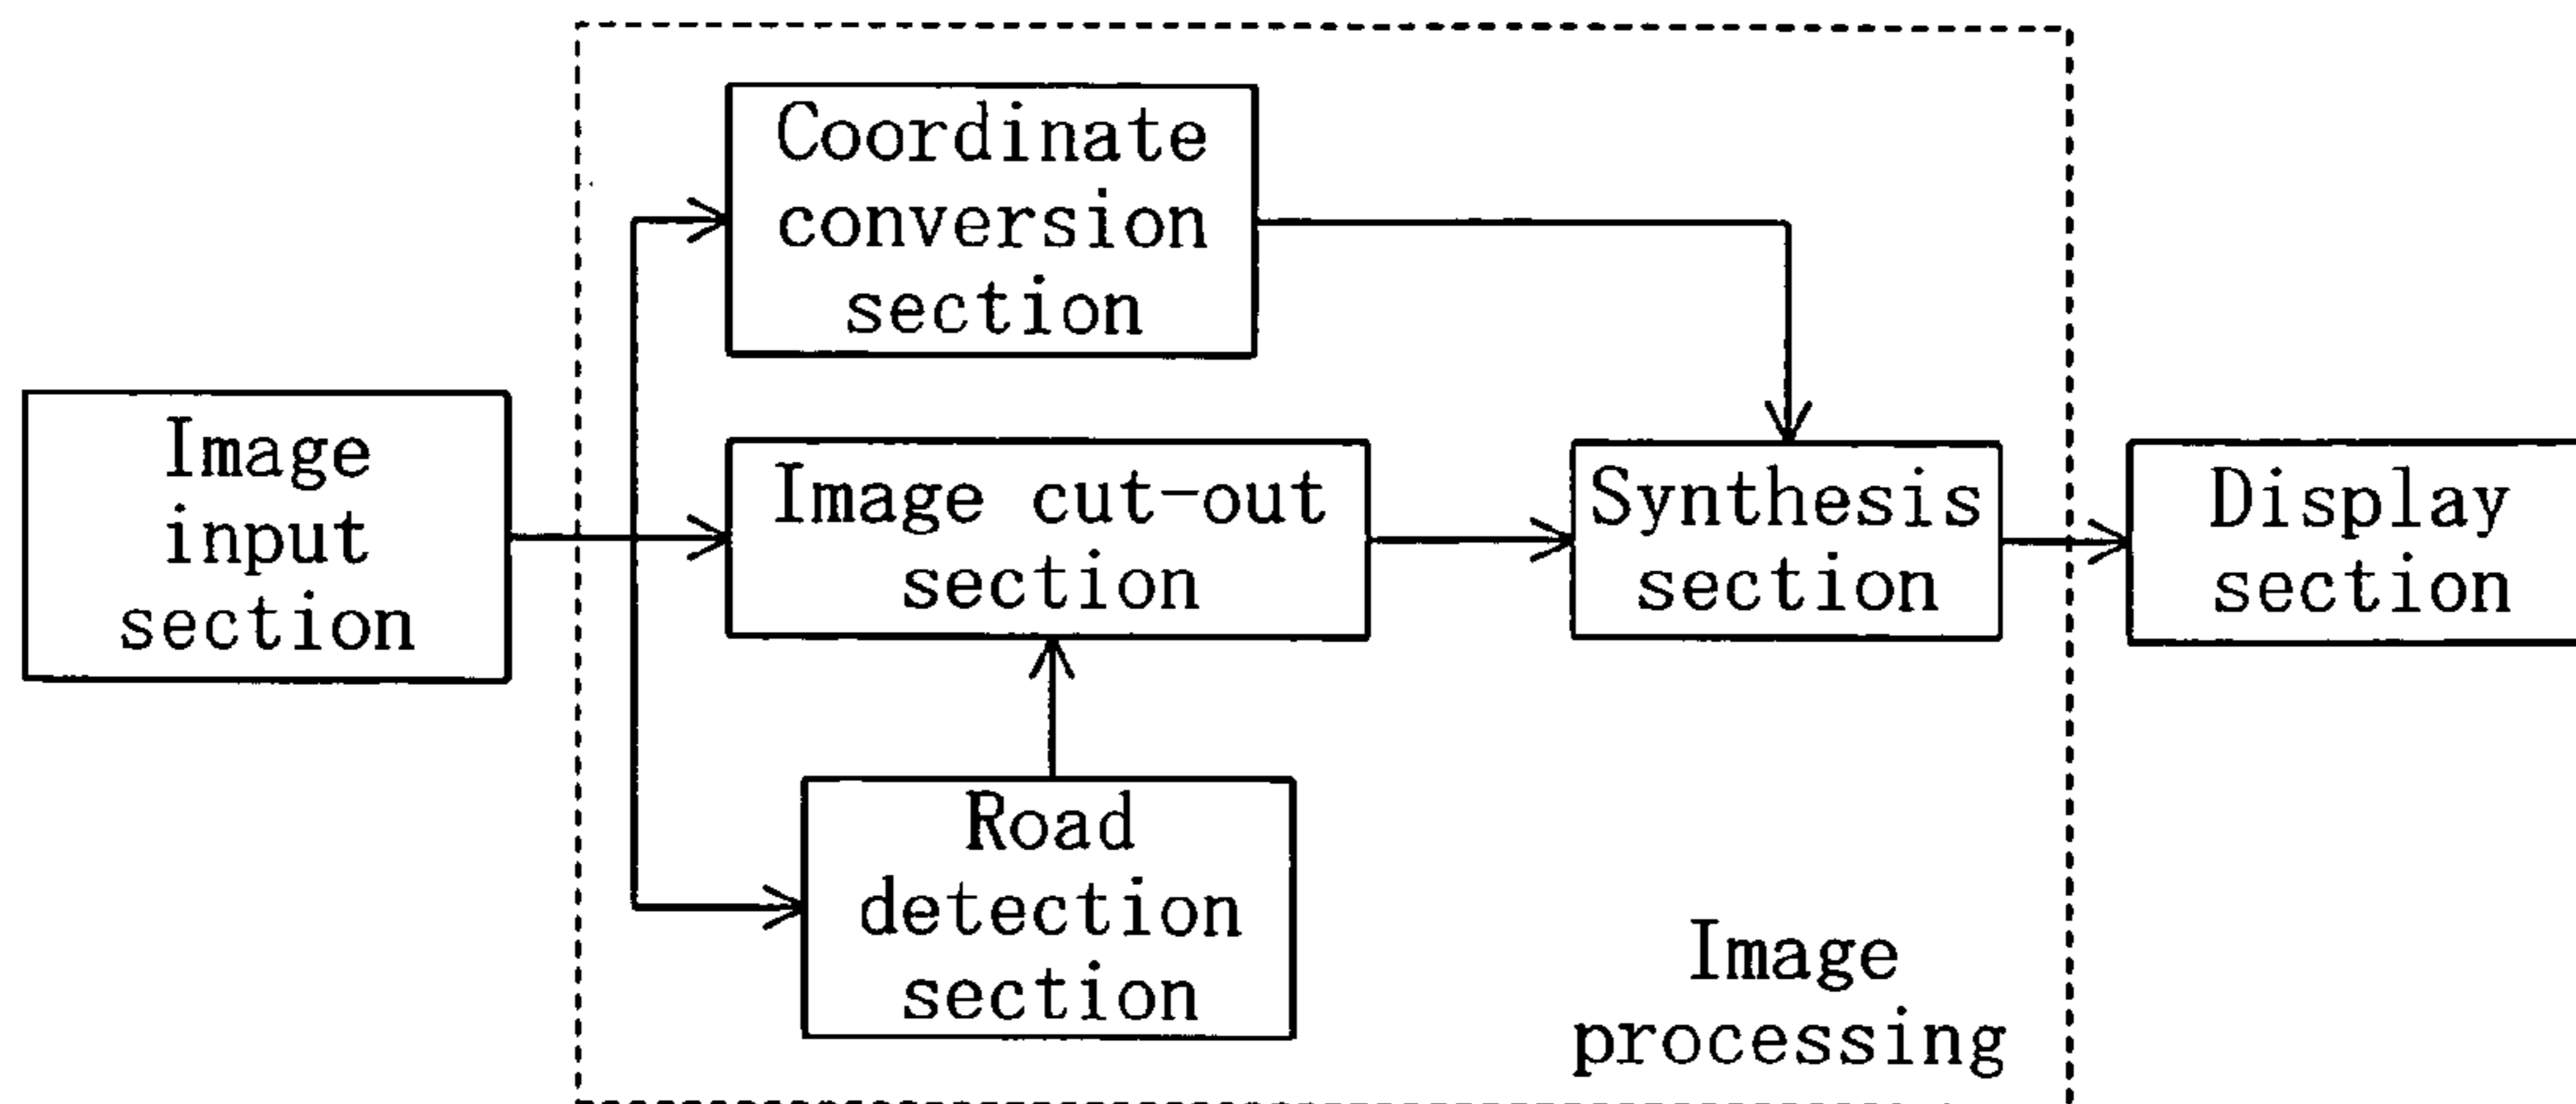 Coordinate
conversion
section
Image
input
section
Image cut-out
section
Synthesis
section
Display
section
Road
detection
section
Image
processing